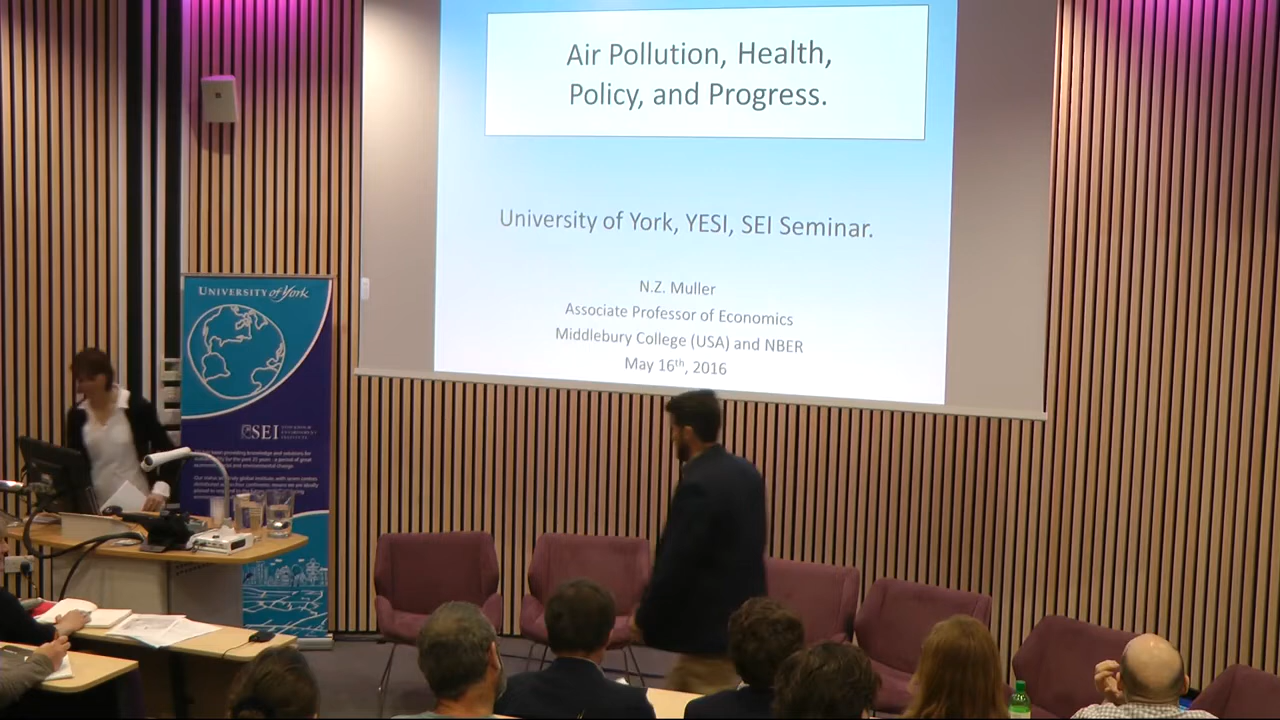 Air Pollution, Health,
Policy, and Progress.
University of York, YESI, SEI Seminar.
N.Z. Muller
Associate Professor of Economics
Middlebury College (USA) and NBER
May 16th, 2016
UNIVERSITY of York
SEI